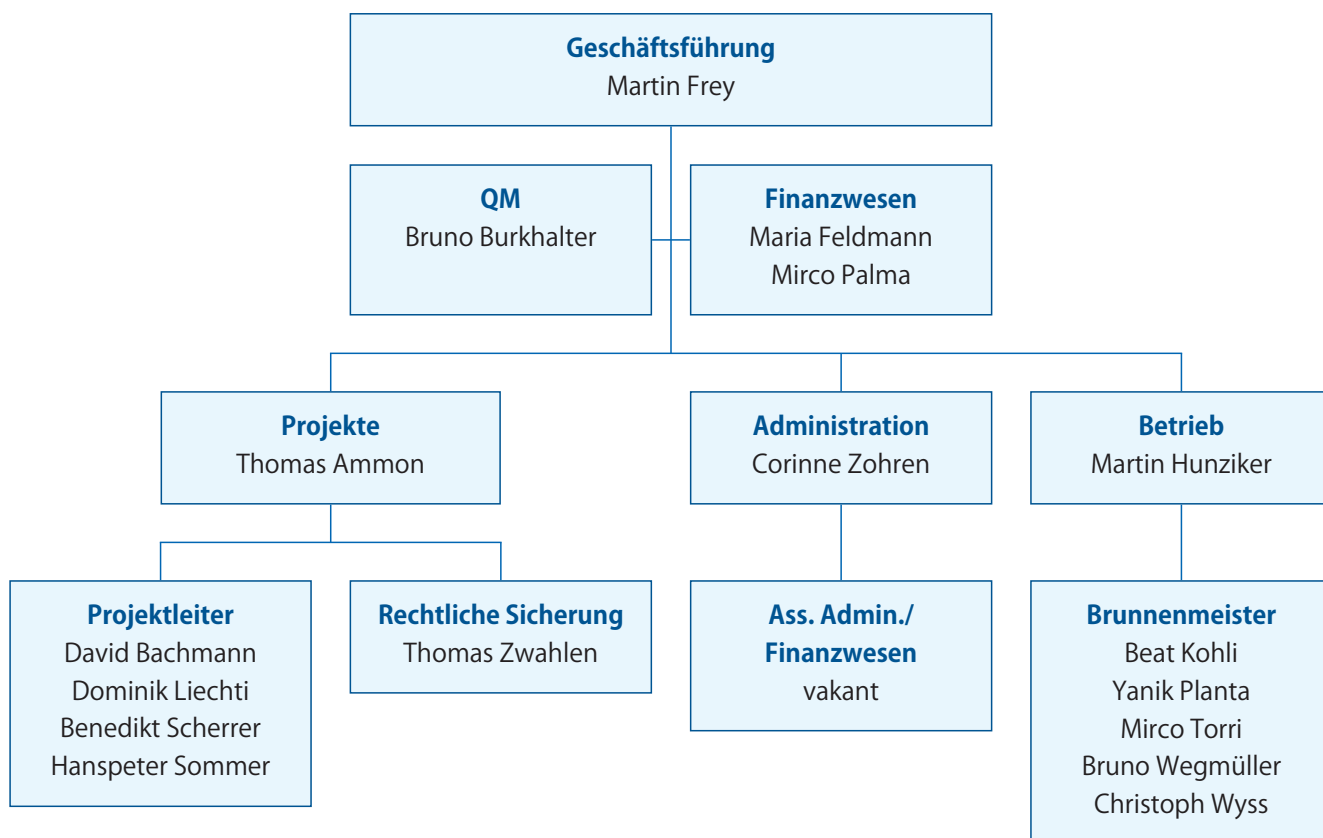 Geschäftsführung
Martin Frey
QM
Bruno Burkhalter
Finanzwesen
Maria Feldmann
Mirco Palma
Projekte
Thomas Ammon
Administration
Corinne Zohren
Betrieb
Martin Hunziker
Projektleiter
David Bachmann
Dominik Liechti
Benedikt Scherrer
Hanspeter Sommer
Rechtliche Sicherung
Thomas Zwahlen
Ass. Admin./
Finanzwesen
vakant
Brunnenmeister
Beat Kohli
Yanik Planta
Mirco Torri
Bruno Wegmüller
Christoph Wyss